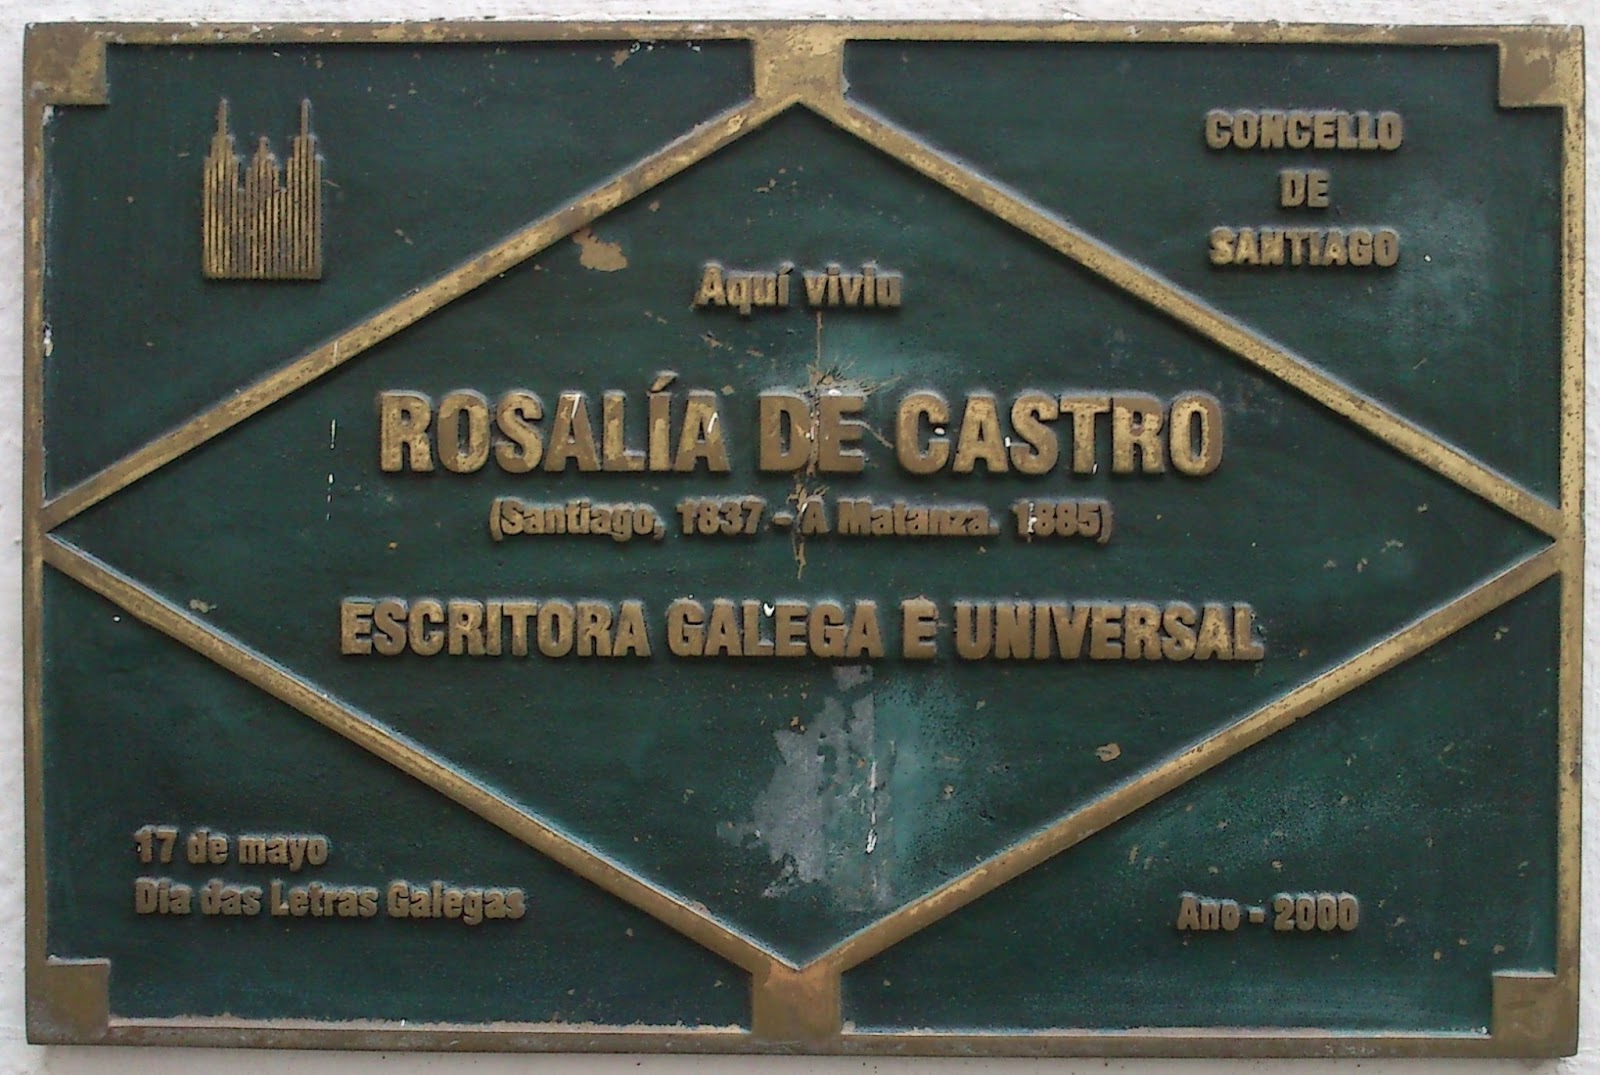 CONCELLO
DE
SANTIAGO
Aquí viviu
ROSALÍA DE CASTRO
(Santiago, 1837 - A Matanza. 1885)
ESCRITORA GALEGA E UNIVERSAL
17 de mayo
Día das Letras Galegas
Ano - 2000